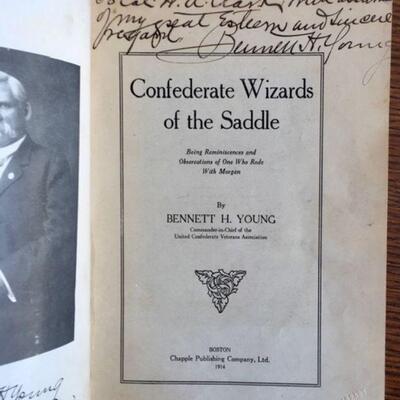 of my great Esteem and Sincere
regard
Bennett H. Young
Confederate Wizards
of the Saddle
Being Reminiscences and
Observations of One Who Rode
With Morgan
By
BENNETT H. YOUNG
Commander-in-Chief of the
United Confederate Veterans Association
BOSTON
Chapple Publishing Company, Ltd.
1914
H Young